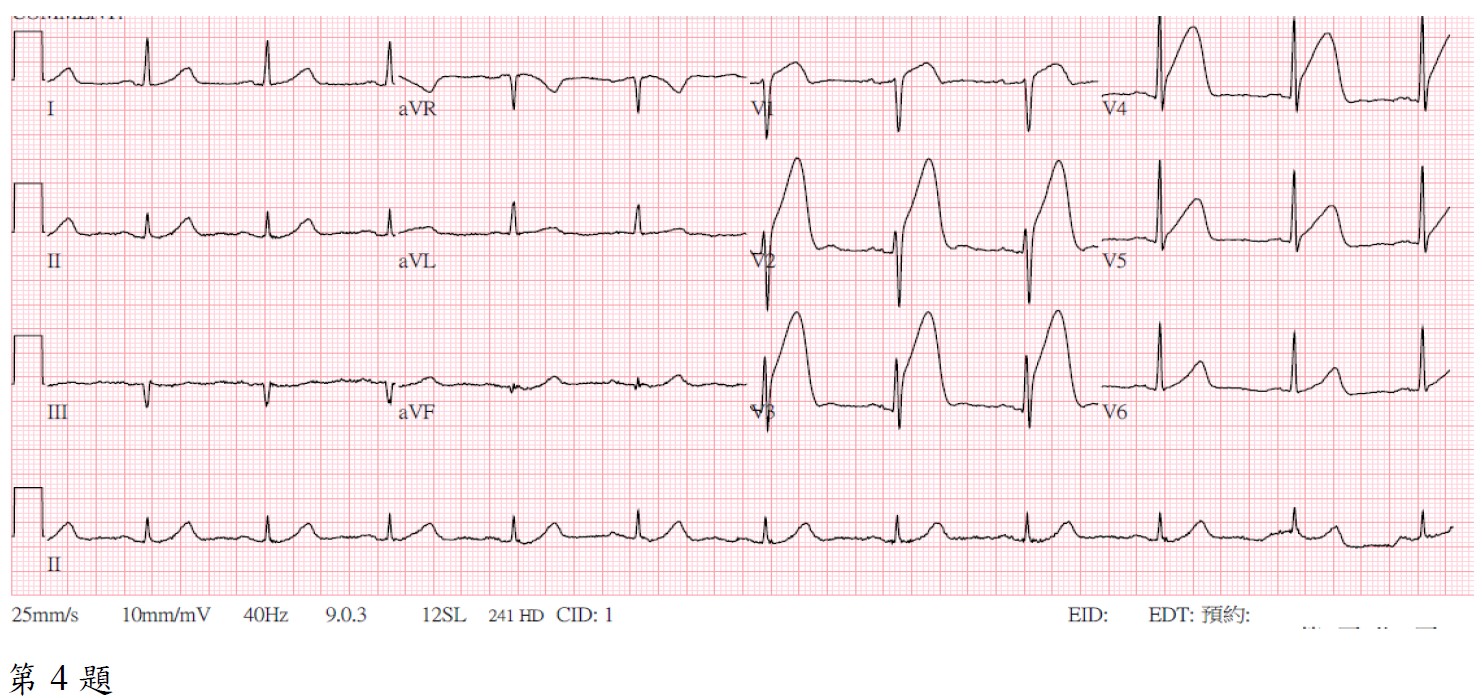 I aVR V1 V4
II aVL V2 V5
III aVF V3 V6
II
25mm/s 10mm/mV 40Hz 9.0.3 12SL 241 HD CID: 1 EID: EDT: 預約:
第 4 題